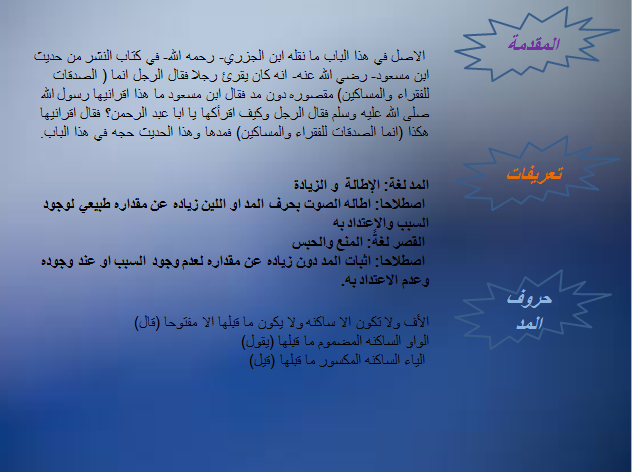 المقدمة
الاصل في هذا الباب ما نقله ابن الجزري- رحمه الله- في كتاب النشر من حديث
ابن مسعود- رضي الله عنه- انه كان يقرئ رجلا فقال الرجل انما ( الصدقات
للفقراء والمساكين) مقصوره دون مد فقال ابن مسعود ما هذا اقرانيها رسول الله
صلى الله عليه وسلم فقال الرجل وكيف اقرأكها يا ابا عبد الرحمن؟ فقال اقرانيها
هكذا (انما الصدقات للفقراء والمساكين) فمدها وهذا الحديث حجه في هذا الباب.
تعريفات
المد لغة: الإطالة و الزيادة
اصطلاحا: اطاله الصوت بحرف المد او اللين زياده عن مقداره طبيعي لوجود
السبب والاعتداد به
القصر لغةً: المنع والحبس
اصطلاحا: اثبات المد دون زياده عن مقداره لعدم وجود السبب او عند وجوده
وعدم الاعتداد به.
حروف
المد
الأف ولا تكون الا ساكنه ولا يكون ما قبلها الا مفتوحا (قال)
الواو الساكنه المضموم ما قبلها (يقول)
الياء الساكنه المكسور ما قبلها (قيل)